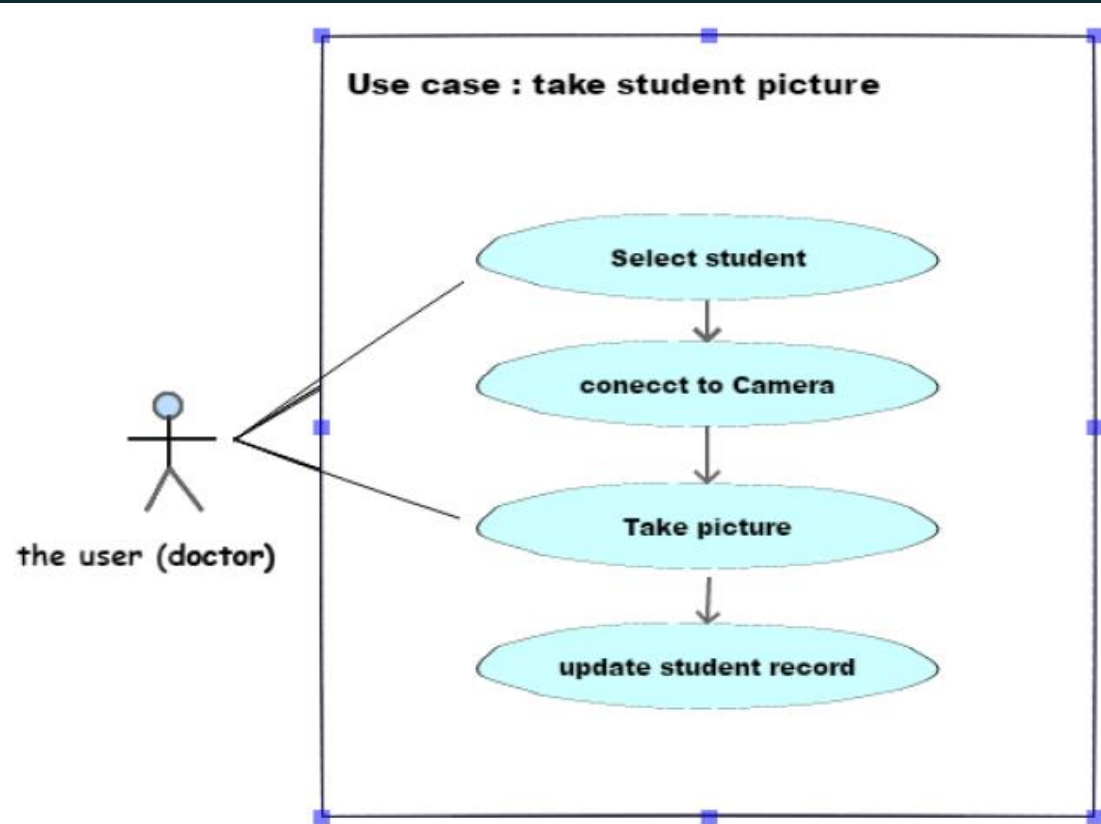 Use case : take student picture
Select student
conecct to Camera
the user (doctor)
Take picture
update student record